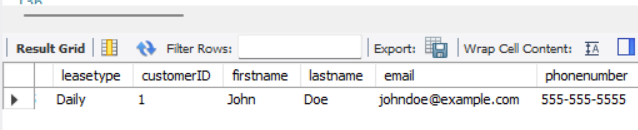 Result Grid Filter Rows: Export: Wrap Cell Content:
leasetype customerID firstname lastname email phonenumber
Daily 1 John Doe johndoe@example.com 555-555-5555